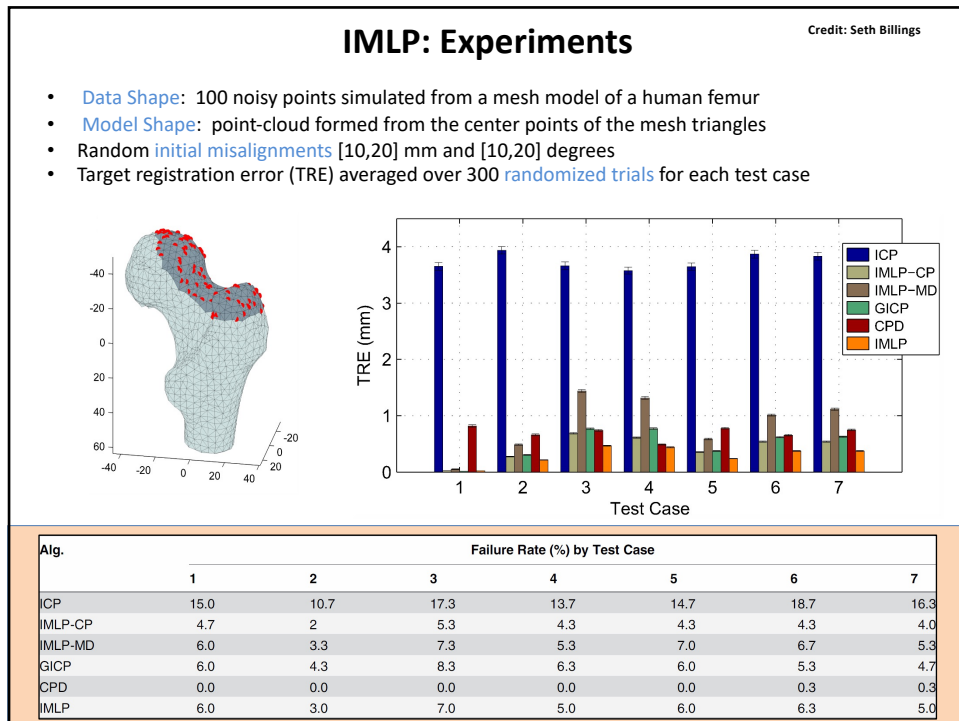 IMLP: Experiments
Credit: Seth Billings
• Data Shape: 100 noisy points simulated from a mesh model of a human femur
• Model Shape: point-cloud formed from the center points of the mesh triangles
• Random initial misalignments [10,20] mm and [10,20] degrees
• Target registration error (TRE) averaged over 300 randomized trials for each test case
-40
-20
0
20
40
60
-40
-20
0
20
40
-20
0
20
TRE (mm)
4
3
2
1
0
1 2 3 4 5 6 7
Test Case
ICP
IMLP-CP
IMLP-MD
GICP
CPD
IMLP
Alg. Failure Rate (%) by Test Case
1 2 3 4 5 6 7
ICP 15.0 10.7 17.3 13.7 14.7 18.7 16.3
IMLP-CP 4.7 2 5.3 4.3 4.3 4.3 4.0
IMLP-MD 6.0 3.3 7.3 5.3 7.0 6.7 5.3
GICP 6.0 4.3 8.3 6.3 6.0 5.3 4.7
CPD 0.0 0.0 0.0 0.0 0.0 0.3 0.3
IMLP 6.0 3.0 7.0 5.0 6.0 6.3 5.0